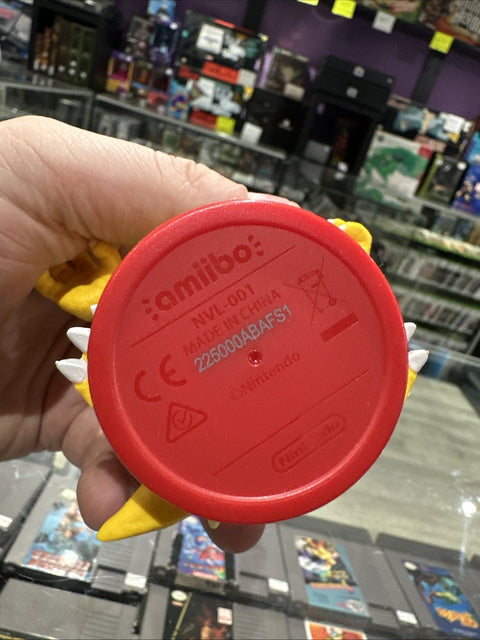 amiibo
NVL-001
MADE IN CHINA
225000ABAFS1
CE
©Nintendo
Nintendo